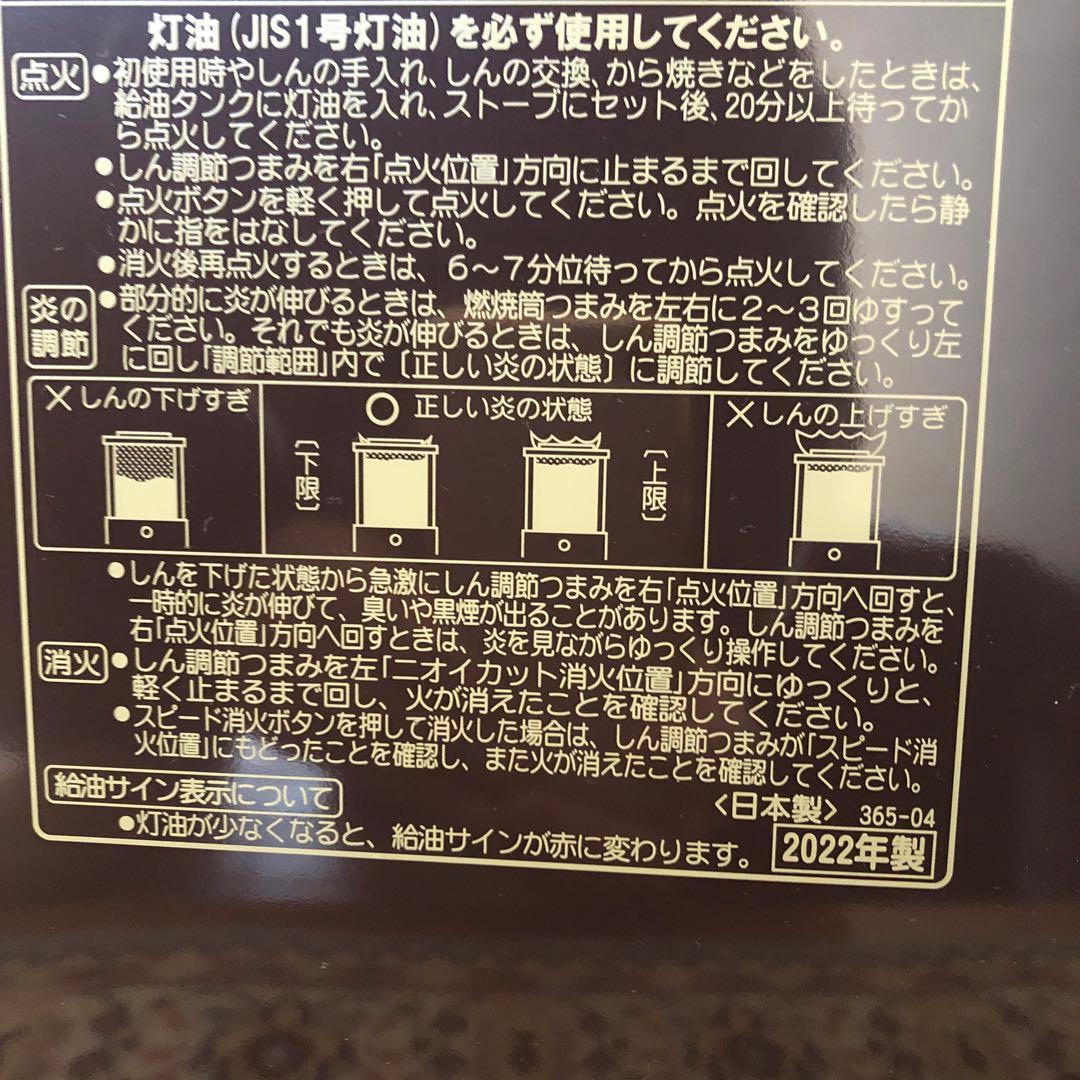 灯油(JIS1号灯油)を必ず使用してください。
点火
●初使用時やしんの手入れ、しんの交換、から焼きなどをしたときは、
給油タンクに灯油を入れ、ストーブにセット後、20分以上待ってか
ら点火してください。
●しん調節つまみを右「点火位置」方向に止まるまで回してください。
●点火ボタンを軽く押して点火してください。点火を確認したら静
かに指をはなしてください。
●消火後再点火するときは、6〜7分位待ってから点火してください。
炎の
調節
●部分的に炎が伸びるときは、燃焼筒つまみを左右に2〜3回ゆすって
ください。それでも炎が伸びるときは、しん調節つまみをゆっくり左
に回し「調節範囲」内で〔正しい炎の状態〕に調節してください。
×しんの下げすぎ
○ 正しい炎の状態
〔下限〕
〔上限〕
×しんの上げすぎ
●しんを下げた状態から急激にしん調節つまみを右「点火位置」方向へ回すと、
一時的に炎が伸びて、臭いや黒煙が出ることがあります。しん調節つまみを
右「点火位置」方向へ回すときは、炎を見ながらゆっくり操作してください。
消火
●しん調節つまみを左「ニオイカット消火位置」方向にゆっくりと、
軽く止まるまで回し、火が消えたことを確認してください。
●スピード消火ボタンを押して消火した場合は、しん調節つまみが「スピード消
火位置」にもどったことを確認し、また火が消えたことを確認してください。
給油サイン表示について
●灯油が少なくなると、給油サインが赤に変わります。
〈日本製〉 365-04
2022年製